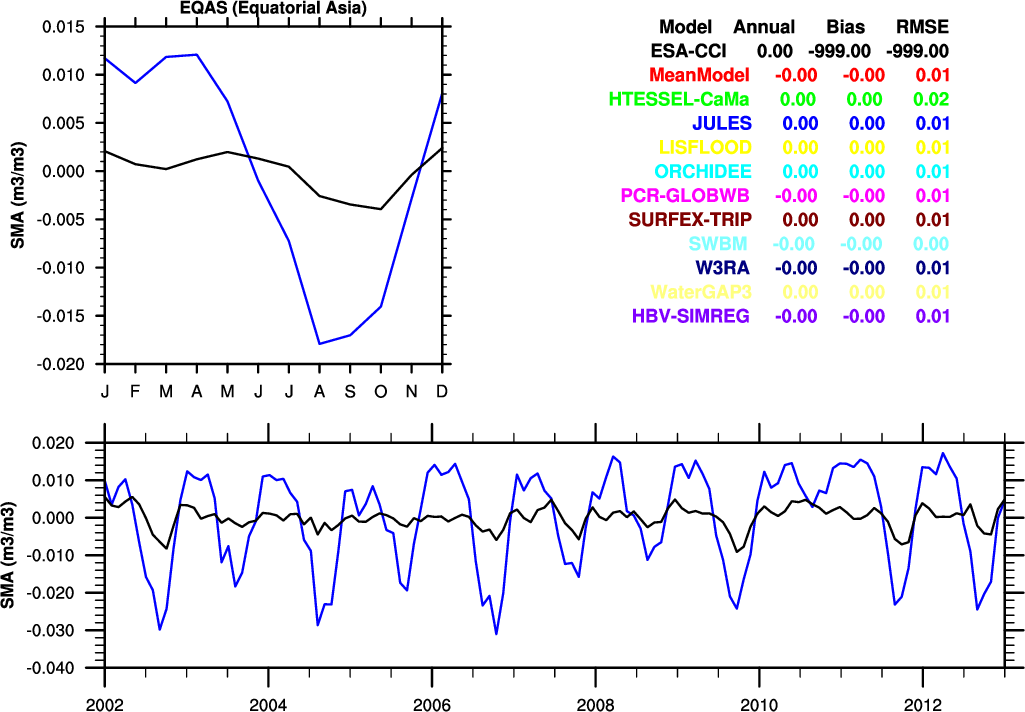 EQAS (Equatorial Asia)
0.015
0.010
0.005
0.000
-0.005
-0.010
-0.015
-0.020
SMA (m3/m3)
J F M A M J J A S O N D
Model Annual Bias RMSE
ESA-CCI 0.00 -999.00 -999.00
MeanModel -0.00 -0.00 0.01
HTESSEL-CaMa 0.00 0.00 0.02
JULES 0.00 0.00 0.01
LISFLOOD 0.00 0.00 0.01
ORCHIDEE 0.00 0.00 0.01
PCR-GLOBWB -0.00 -0.00 0.01
SURFEX-TRIP 0.00 0.00 0.01
SWBM -0.00 -0.00 0.00
W3RA -0.00 -0.00 0.01
WaterGAP3 0.00 0.00 0.01
HBV-SIMREG -0.00 -0.00 0.01
0.020
0.010
0.000
-0.010
-0.020
-0.030
-0.040
SMA (m3/m3)
2002 2004 2006 2008 2010 2012